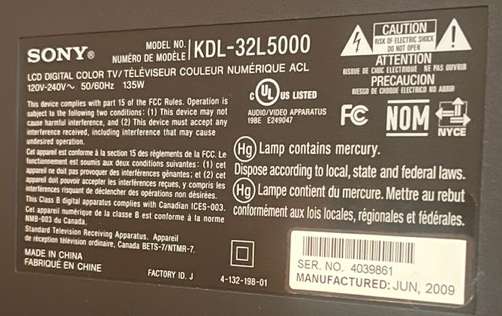 SONY®
MODEL NO.
NUMÉRO DE MODÈLE
KDL-32L5000
LCD DIGITAL COLOR TV/ TÉLÉVISEUR COULEUR NUMÉRIQUE ACL
120V-240V~ 50/60Hz 135W
This device complies with part 15 of the FCC Rules. Operation is
subject to the following two conditions: (1) This device may not
cause harmful interference, and (2) This device must accept any
interference received, including interference that may cause
undesired operation.
Cet appareil est conforme à la section 15 des règlements de la FCC. Le
fonctionnement est soumis aux deux conditions suivantes: (1) cet
appareil ne doit pas provoquer des interférences gênantes; et (2) cet
appareil doit pouvoir accepter les interférences reçues, y compris les
interférences risquant de déclencher des opérations non désirées.
This Class B digital apparatus complies with Canadian ICES-003.
Cet appareil numérique de la classe B est conforme à la norme
NMB-003 du Canada.
Standard Television Receiving Apparatus. Appareil
de réception télévision ordinaire, Canada BETS-7/NTMR-7.
MADE IN CHINA
FABRIQUÉ EN CHINE
FACTORY ID. J
4-132-198-01
CAUTION
RISK OF ELECTRIC SHOCK
DO NOT OPEN
ATTENTION
RISQUE DE CHOC ELECTRIQUE NE PAS OUVRIR
PRECAUCION
RIESGO DE CHOQUE ELECTRICO NO ABRIR
c UL ® US LISTED
AUDIO/VIDEO APPARATUS
19BE E249047
FC
NOM
NYCE
Hg Lamp contains mercury.
Dispose according to local, state and federal laws.
Hg Lampe contient du mercure. Mettre au rebut
conformément aux lois locales, régionales et fédérales.
SER. NO. 4039861
MANUFACTURED: JUN, 2009